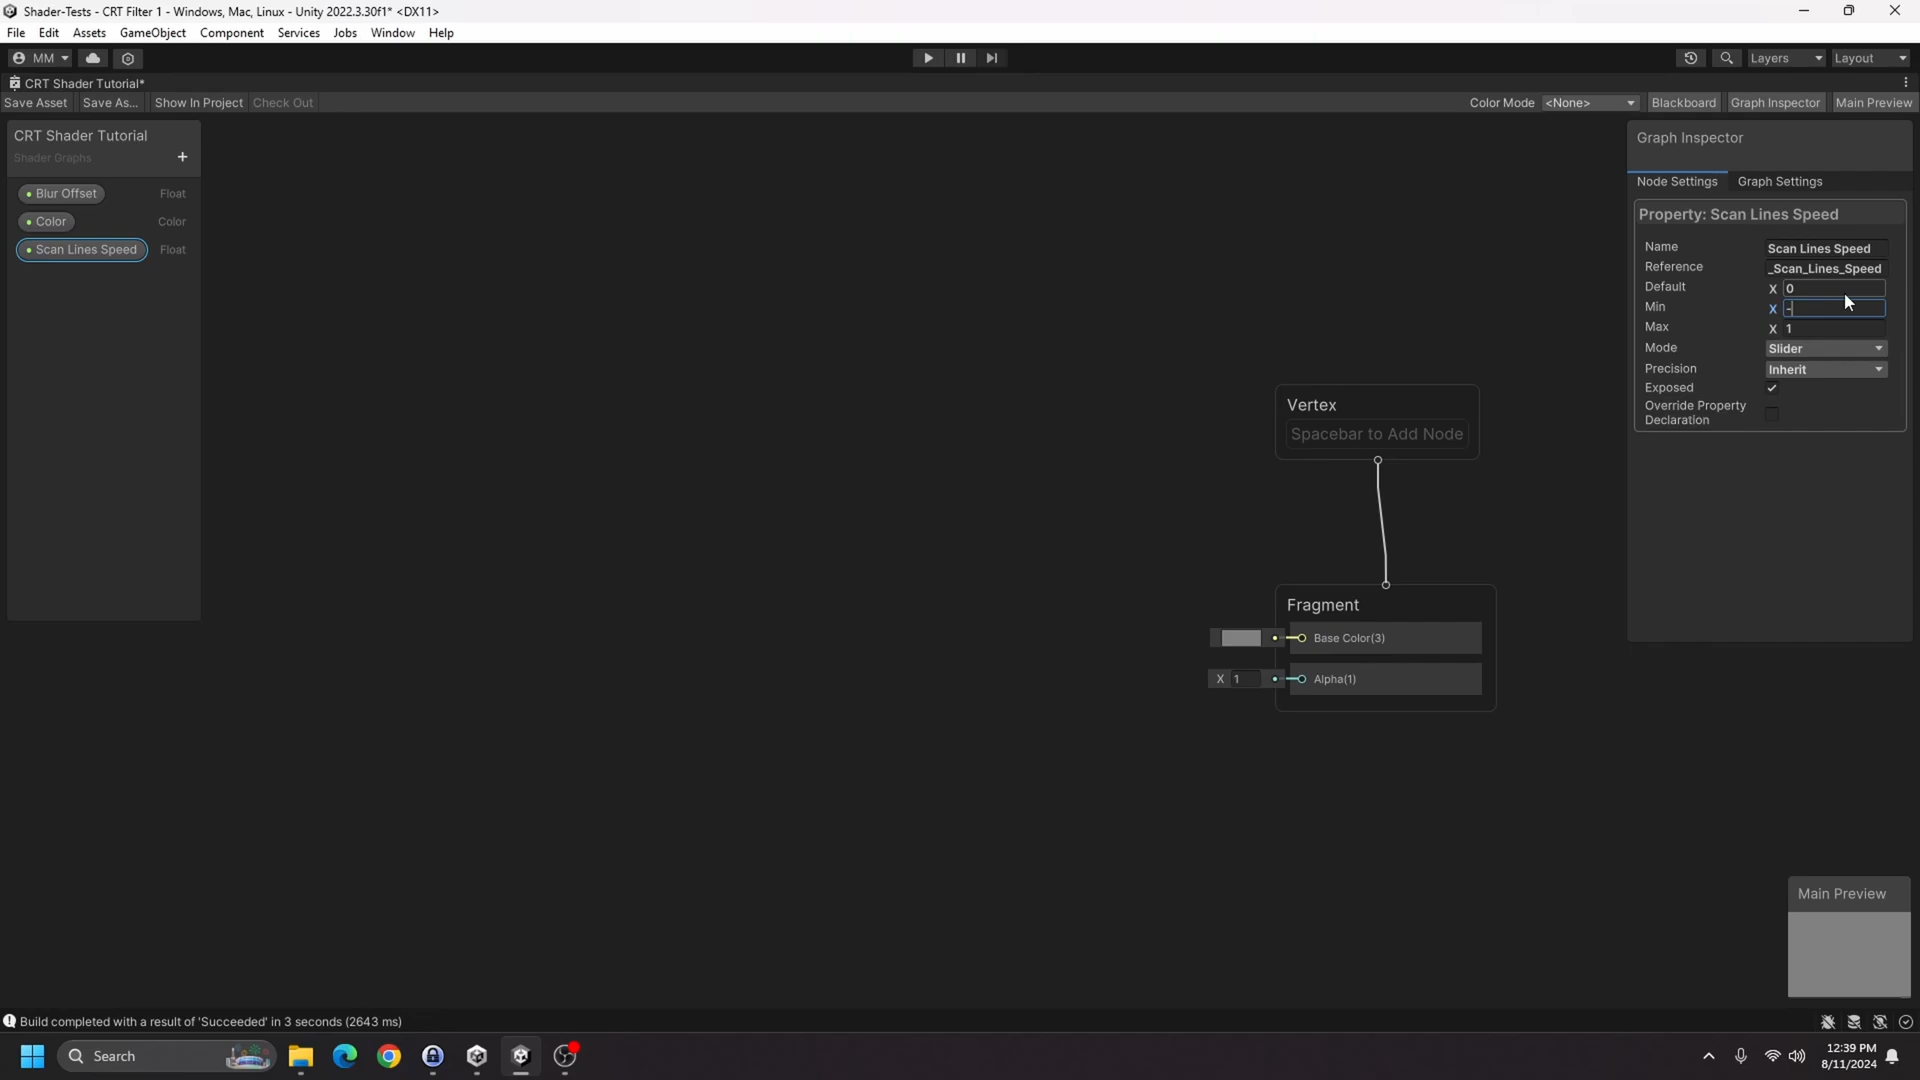 Shader-Tests - CRT Filter 1 - Windows, Mac, Linux - Unity 2022.3.30f1* <DX11>
File Edit Assets GameObject Component Services Jobs Window Help
MM
Layers
Layout
CRT Shader Tutorial*
Save Asset Save As... Show In Project Check Out
Color Mode <None> Blackboard Graph Inspector Main Preview
CRT Shader Tutorial
Shader Graphs
+
Blur Offset Float
Color Color
Scan Lines Speed Float
Graph Inspector
Node Settings Graph Settings
Property: Scan Lines Speed
Name Scan Lines Speed
Reference _Scan_Lines_Speed
Default X 0
Min X -
Max X 1
Mode Slider
Precision Inherit
Exposed
Override Property
Declaration
Vertex
Spacebar to Add Node
Fragment
Base Color(3)
X 1 Alpha(1)
Main Preview
Build completed with a result of 'Succeeded' in 3 seconds (2643 ms)
Search
12:39 PM
8/11/2024